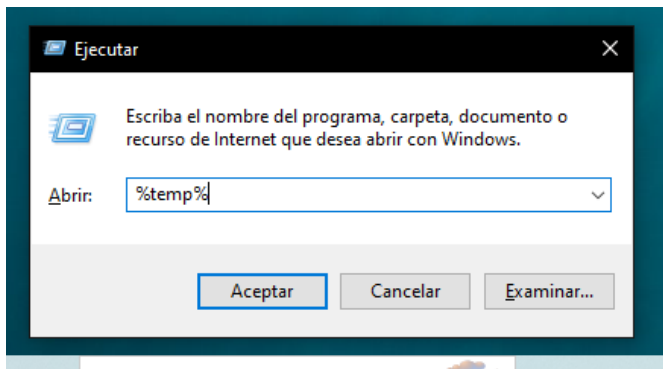 Ejecutar
Escriba el nombre del programa, carpeta, documento o
recurso de Internet que desea abrir con Windows.
Abrir: %temp%
Aceptar Cancelar Examinar...